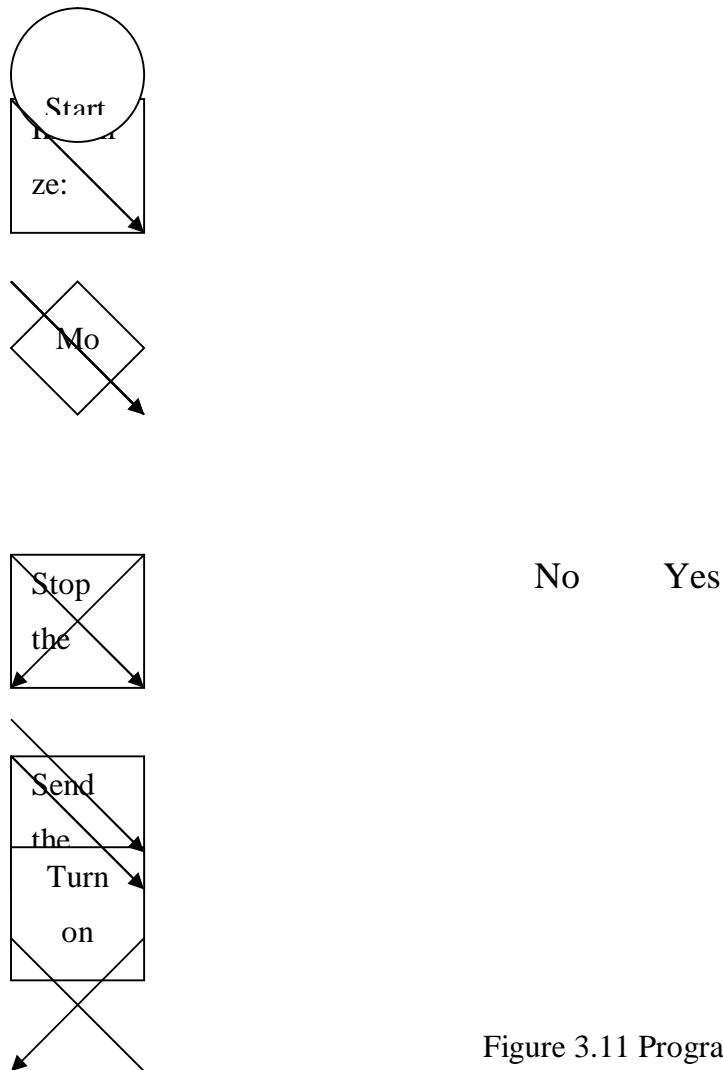 Start
ze:
Mo
Stop
the
No Yes
Send
the
Turn
on
Figure 3.11 Progra